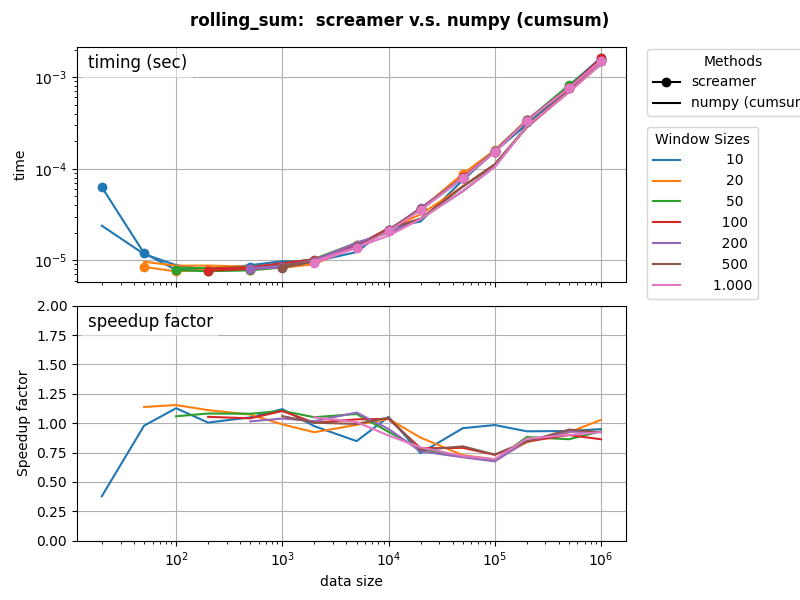 rolling_sum: screamer v.s. numpy (cumsum)
timing (sec)
10⁻³
10⁻⁴
10⁻⁵
time
Methods
screamer
numpy (cumsur
Window Sizes
10
20
50
100
200
500
1.000
speedup factor
2.00
1.75
1.50
1.25
1.00
0.75
0.50
0.25
0.00
Speedup factor
10² 10³ 10⁴ 10⁵ 10⁶
data size